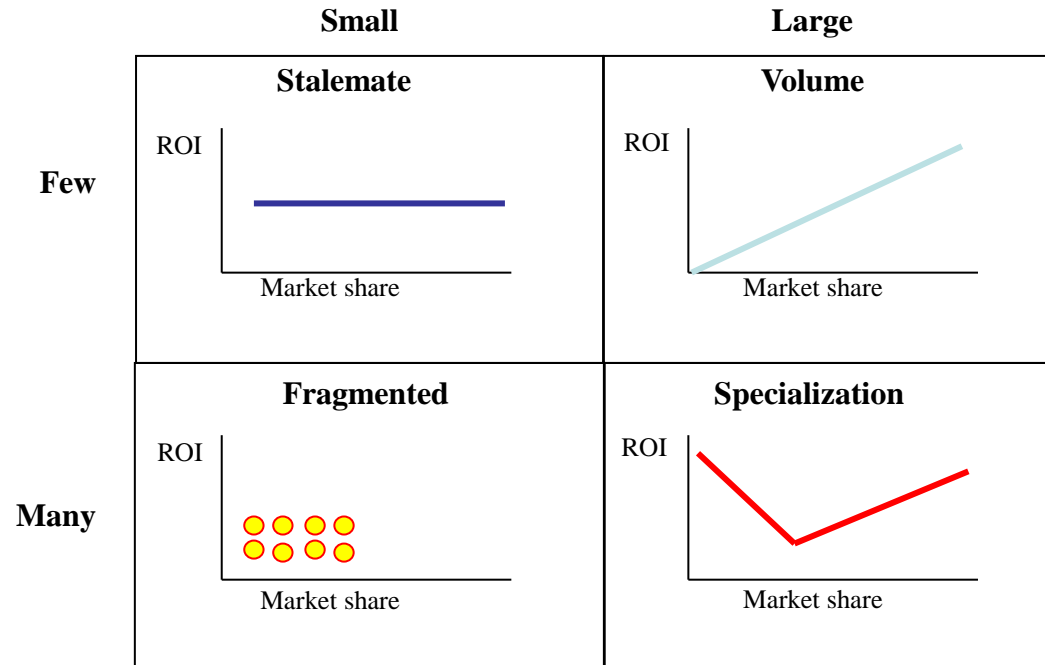 Small
Large
Stalemate
Volume
ROI
ROI
Few
Market share
Market share
Fragmented
Specialization
ROI
ROI
Many
Market share
Market share